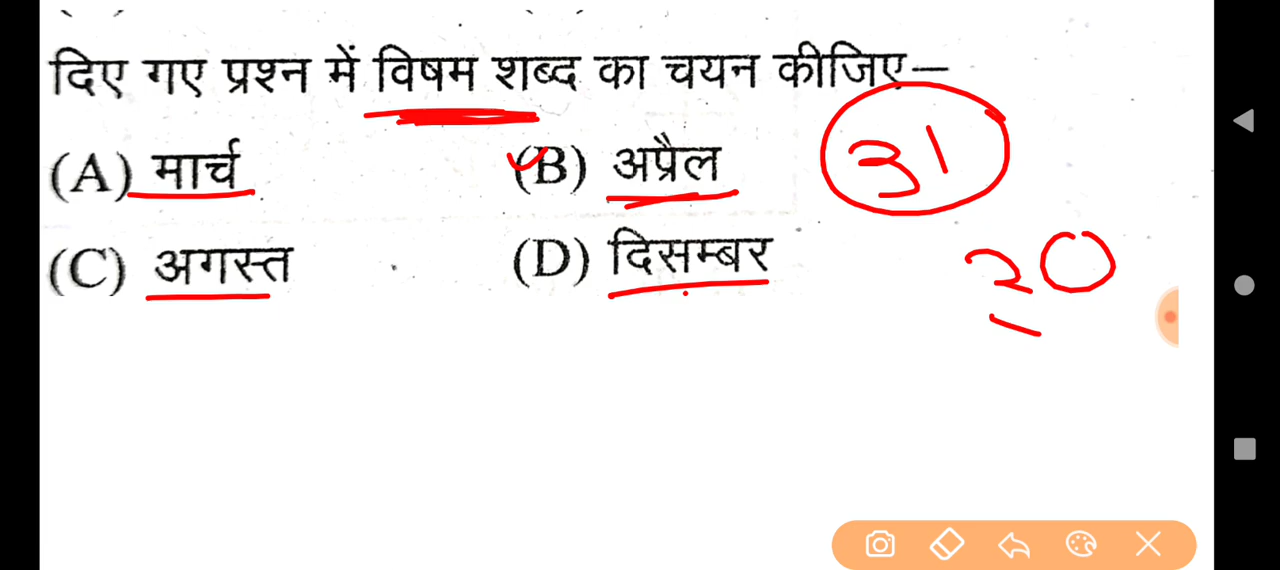 दिए गए प्रश्न में विषम शब्द का चयन कीजिए—
(A) मार्च (B) अप्रैल 31
(C) अगस्त (D) दिसम्बर 30